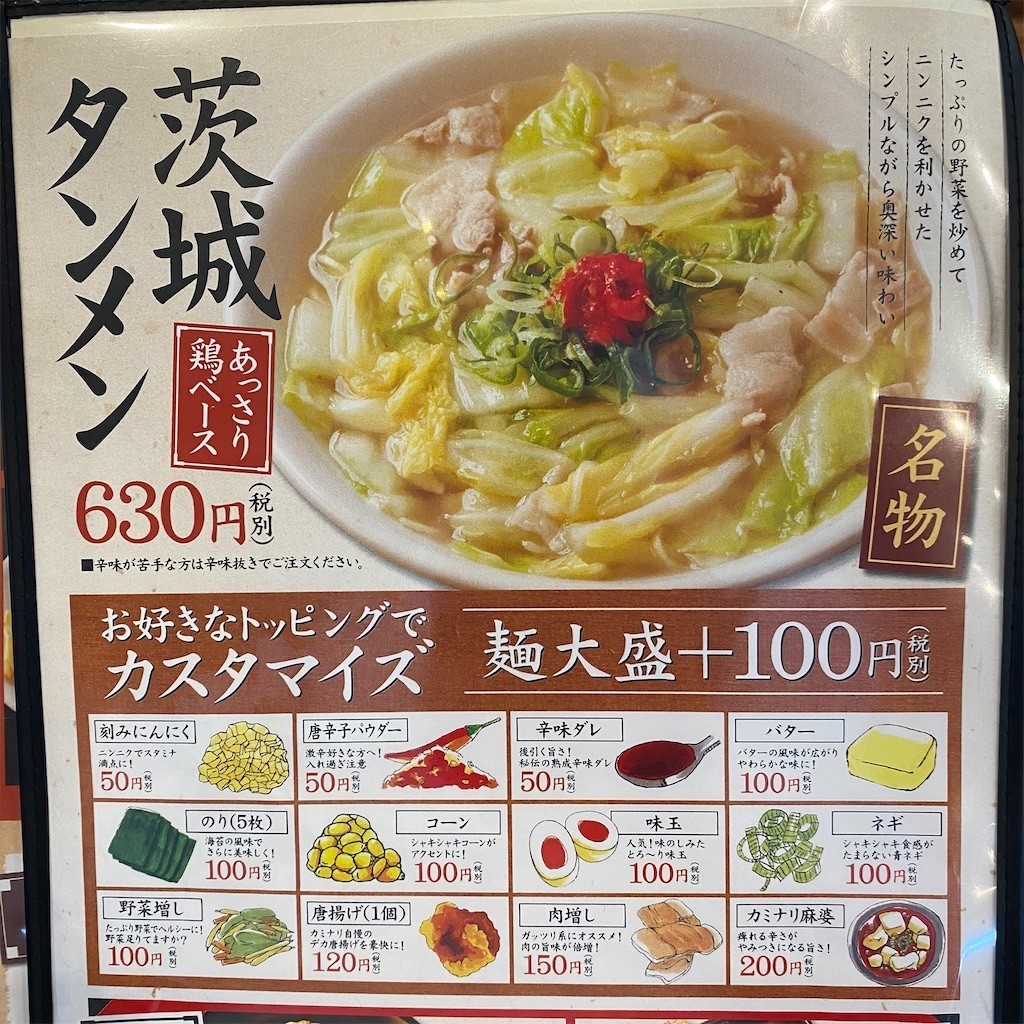 茨城
タンメン
あっさり
鶏ベース
630円(税別)
■辛味が苦手な方は辛味抜きでご注文ください。
たっぷりの野菜を炒めて
ニンニクを利かせた
シンプルながら奥深い味わい
名物
お好きなトッピングで、
カスタマイズ
麺大盛+100円(税別)
刻みにんにく
ニンニクでスタミナ
満点に!
50円(税別)
唐辛子パウダー
激辛好きな方へ!
入れ過ぎ注意
50円(税別)
辛味ダレ
後引く旨さ!
秘伝の熟成辛味ダレ
50円(税別)
バター
バターの風味が広がり
やわらかな味に!
100円(税別)
のり(5枚)
海苔の風味で
さらに美味しく!
100円(税別)
コーン
シャキシャキコーンが
アクセントに!
100円(税別)
味玉
人気!味のしみた
とろ〜り味玉
100円(税別)
ネギ
シャキシャキ食感が
たまらない青ネギ
100円(税別)
野菜増し
たっぷり野菜でヘルシーに!
野菜足りてますか?
100円(税別)
唐揚げ(1個)
カミナリ自慢の
デカ唐揚げを豪快に!
120円(税別)
肉増し
ガッツリ系にオススメ!
肉の旨味が倍増!
150円(税別)
カミナリ麻婆
痺れる辛さが
やみつきになる旨さ!
200円(税別)